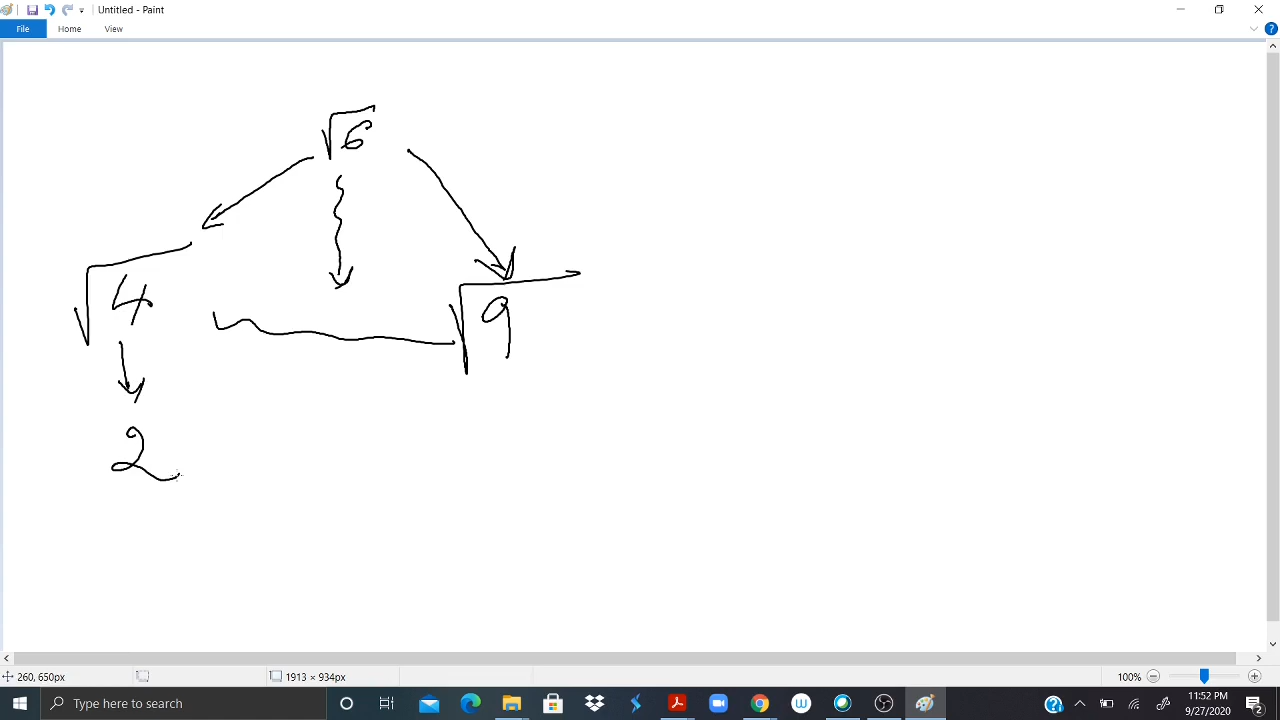 Untitled - Paint
File Home View
√6
√4 √9
2
260, 650px 1913 × 934px 100%
Type here to search
11:52 PM
9/27/2020
2